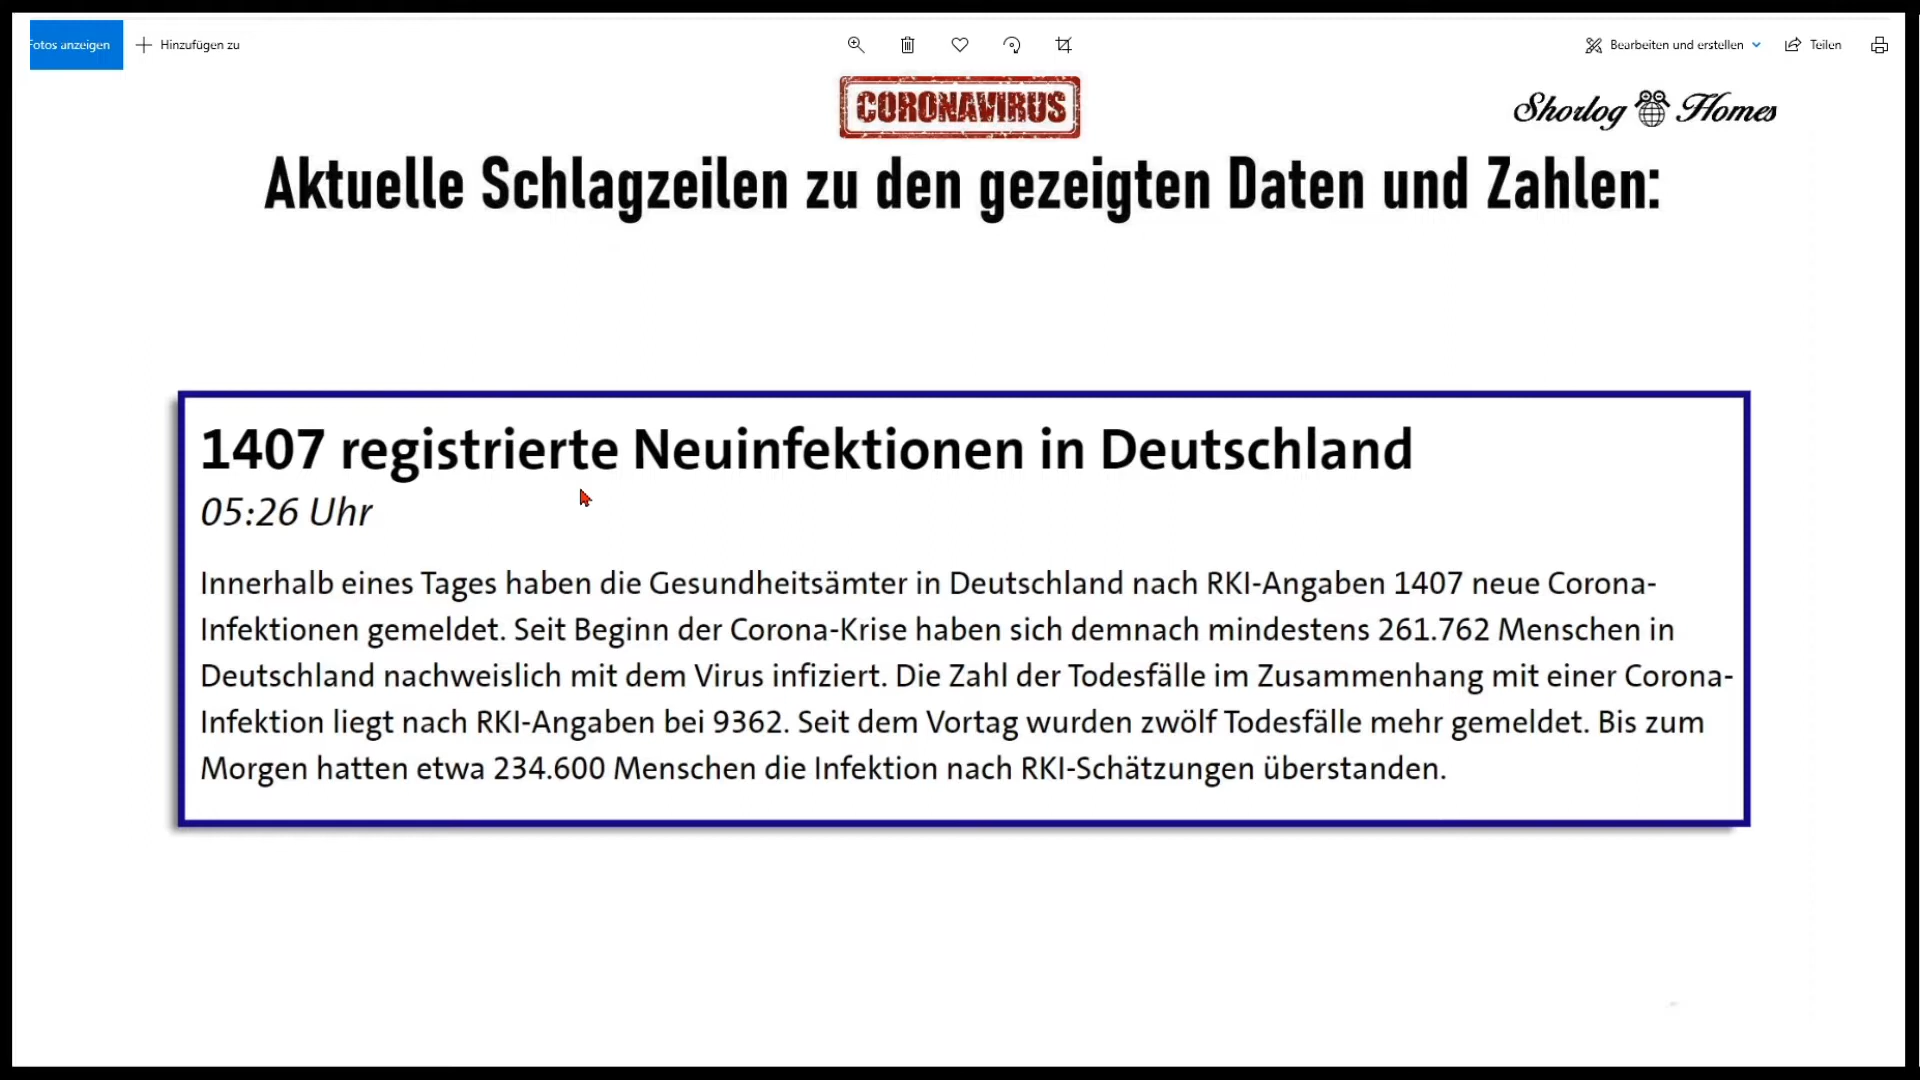 Fotos anzeigen
Hinzufügen zu
Bearbeiten und erstellen
Teilen
CORONAVIRUS
Shorlog Homes
Aktuelle Schlagzeilen zu den gezeigten Daten und Zahlen:
1407 registrierte Neuinfektionen in Deutschland
05:26 Uhr
Innerhalb eines Tages haben die Gesundheitsämter in Deutschland nach RKI-Angaben 1407 neue Corona-
Infektionen gemeldet. Seit Beginn der Corona-Krise haben sich demnach mindestens 261.762 Menschen in
Deutschland nachweislich mit dem Virus infiziert. Die Zahl der Todesfälle im Zusammenhang mit einer Corona-
Infektion liegt nach RKI-Angaben bei 9362. Seit dem Vortag wurden zwölf Todesfälle mehr gemeldet. Bis zum
Morgen hatten etwa 234.600 Menschen die Infektion nach RKI-Schätzungen überstanden.